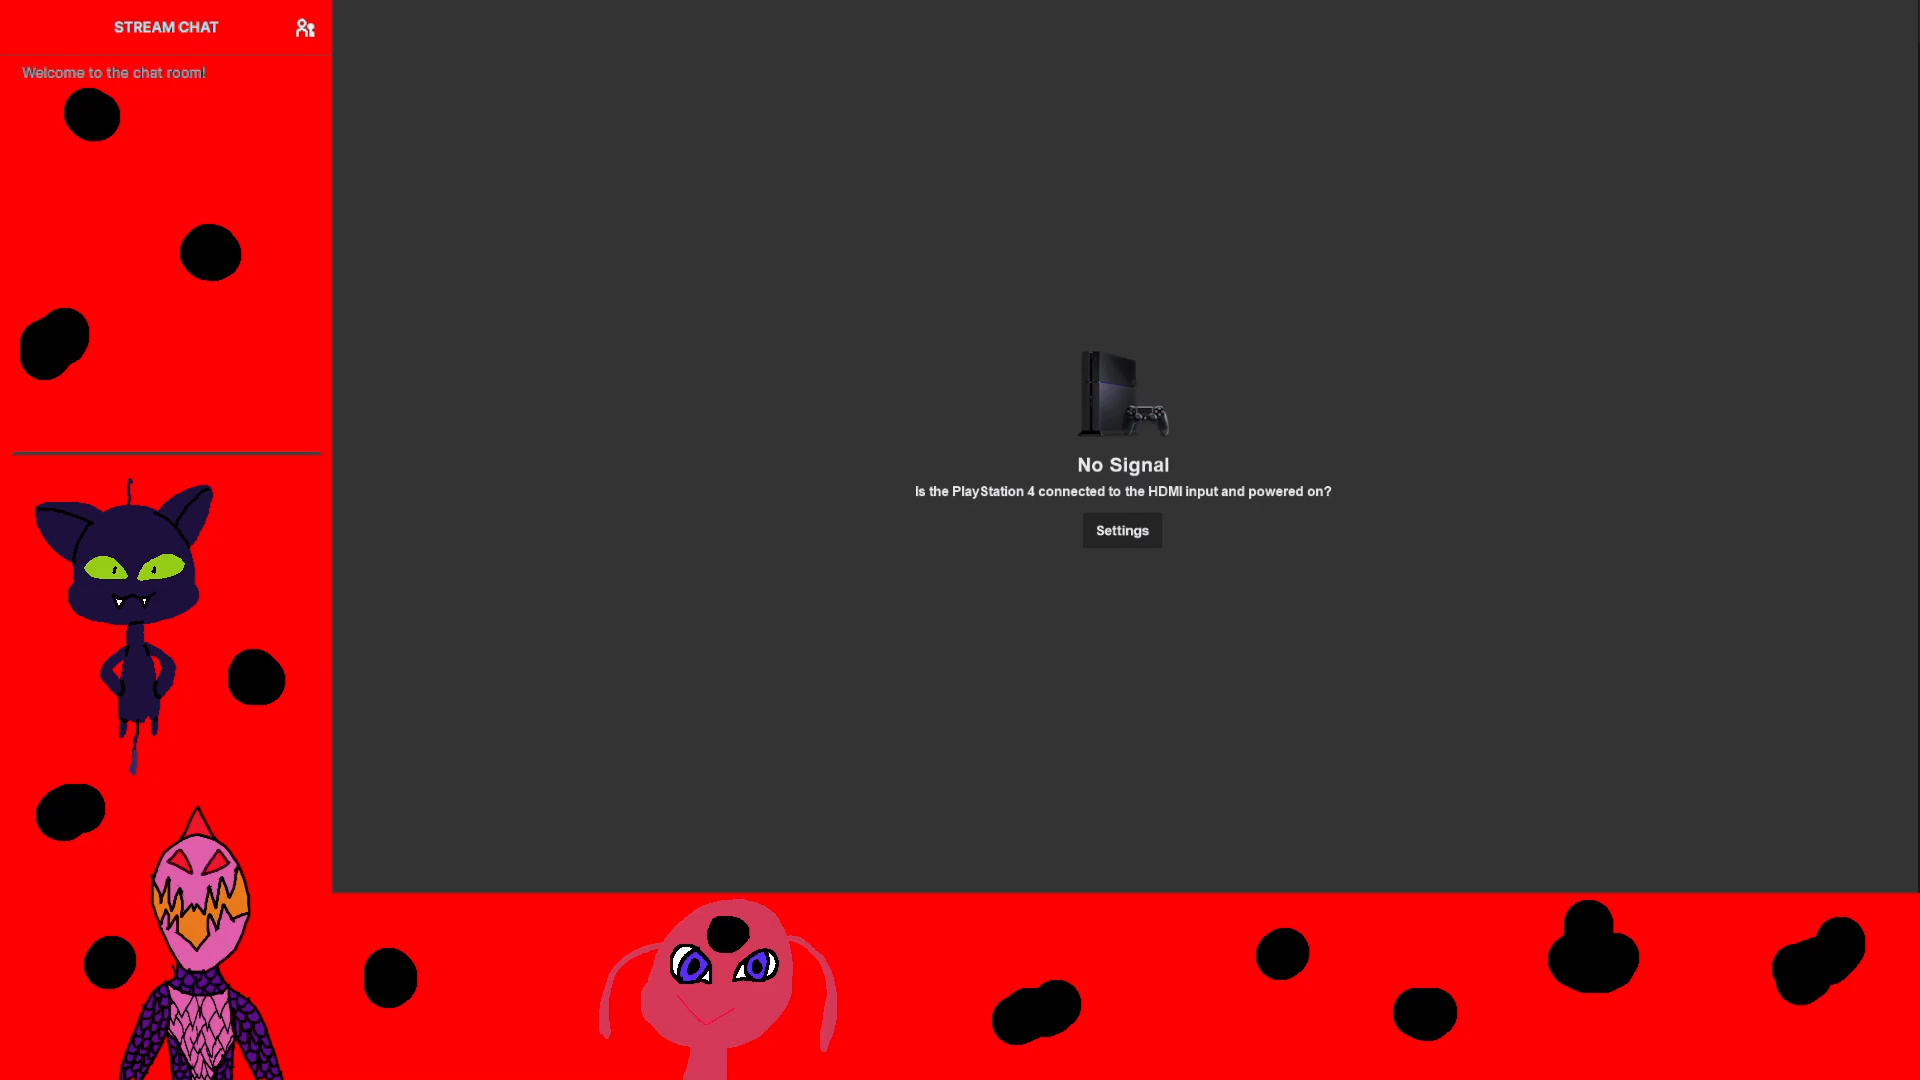 STREAM CHAT
Welcome to the chat room!
No Signal
Is the PlayStation 4 connected to the HDMI input and powered on?
Settings